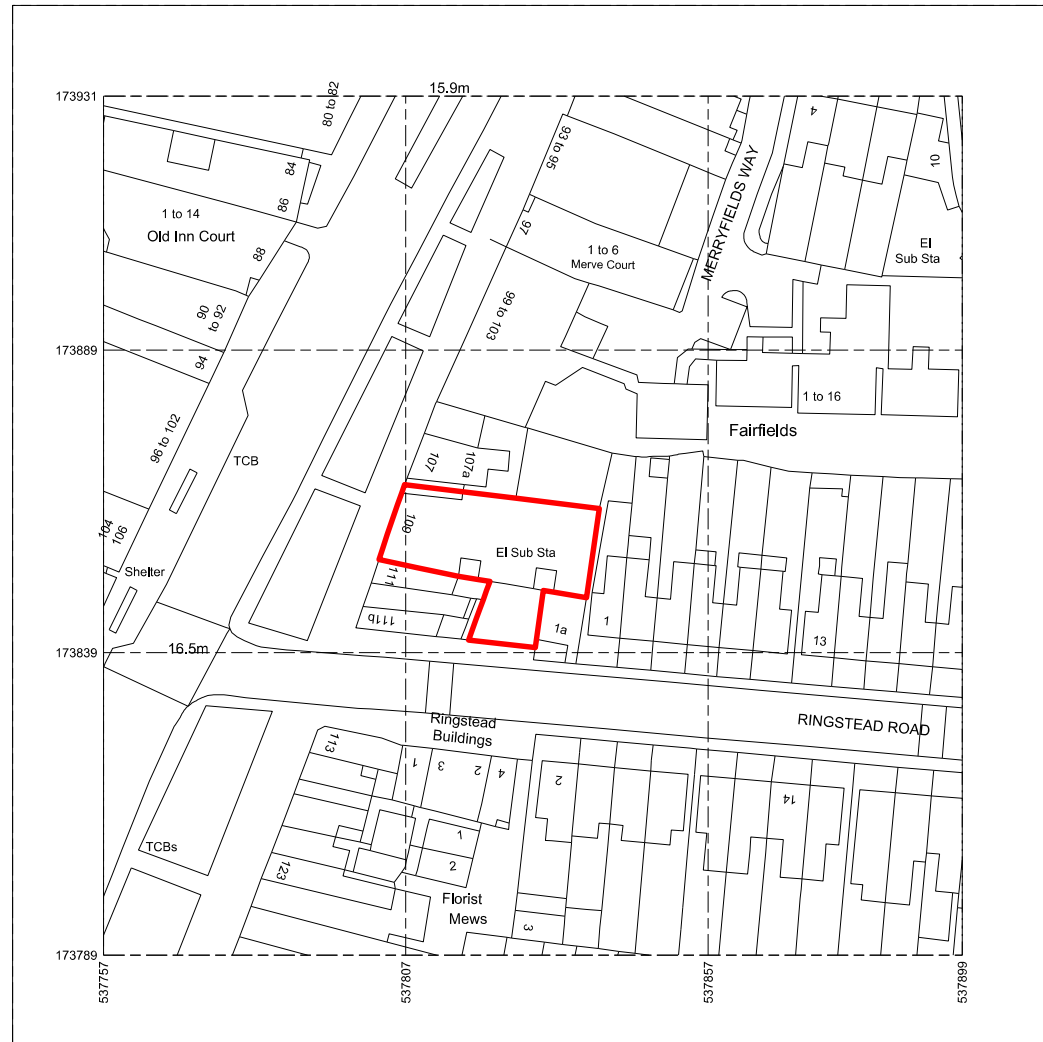 15.9m
173931
80 to 82
84
86
1 to 14
Old Inn Court
88
90
to 92
94
96 to 102
104
106
TCB
Shelter
93 to 95
97
1 to 6
Merve Court
99 to 103
MERRYFIELDS WAY
4
10
El
Sub Sta
173889
1 to 16
Fairfields
107
107a
109
El Sub Sta
111
111b
1a
1
13
173839
16.5m
RINGSTEAD ROAD
Ringstead
Buildings
113
1
3
2
4
2
14
TCBs
123
1
2
Florist
Mews
3
173789
537757
537807
537857
537899